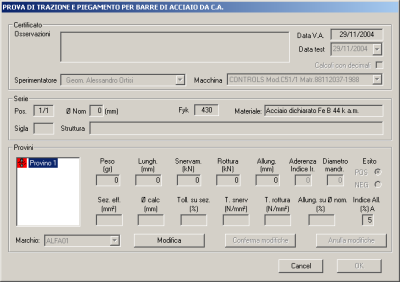 PROVA DI TRAZIONE E PIEGAMENTO PER BARRE DI ACCIAIO DA C.A.
Certificato
Osservazioni
Data V.A. 29/11/2004
Data test 29/11/2004
Calcoli con decimali
Sperimentatore Geom. Alessandro Ortisi Macchina CONTROLS Mod.C51/1 Matr.88112037 1988
Serie
Pos. 1/1 Ø Nom 0 (mm) Fyk 430 Materiale: Acciaio dichiarato Fe B 44 k a.m.
Sigla Struttura
Provini
Provino 1
Peso (gr) Lungh. (mm) Snervam. (kN) Rottura (kN) Allung. (mm) Aderenza Indice Ir. Diametro mandr. Esito
0 0 0 0 0 0 0 POS
NEG
Sez. eff. (mm²) Ø calc (mm) Toll. su sez. (%) T. snerv (N/mm²) T. rottura (N/mm²) Allung. su Ø nom. (%) Indice All. (%) A
5
Marchio: ALFA01 Modifica Conferma modifiche Annulla modifiche
Cancel OK